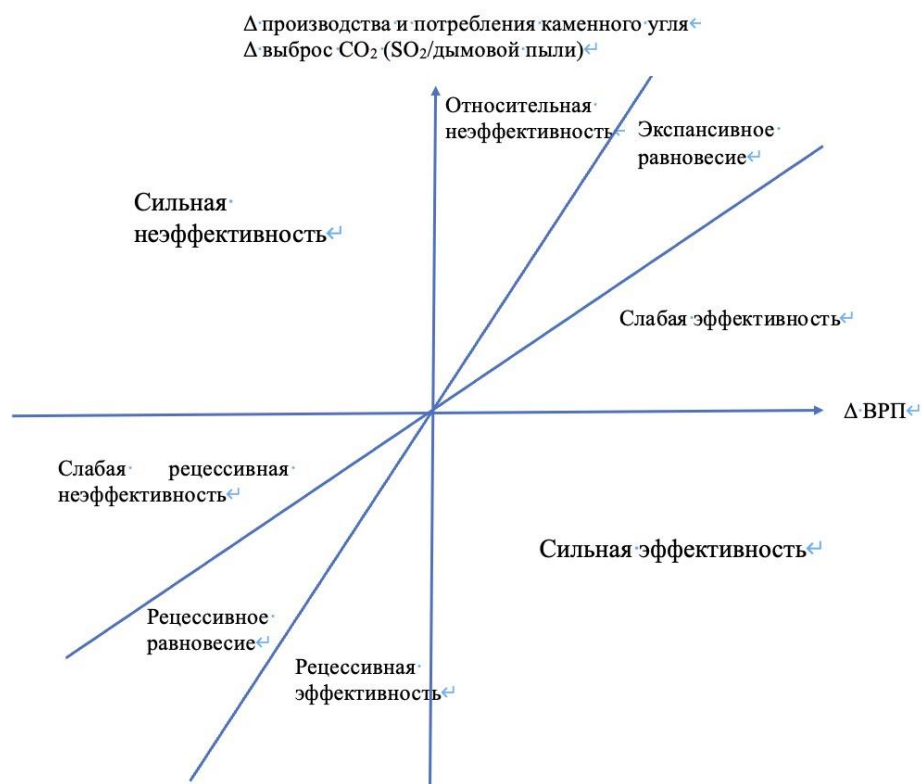 Δ производства и потребления каменного угля
Δ выброс CO₂ (SO₂/дымовой пыли)
Относительная
неэффективность
Экспансивное
равновесие
Сильная
неэффективность
Слабая эффективность
Δ ВРП
Слабая рецессивная
неэффективность
Сильная эффективность
Рецессивное
равновесие
Рецессивная
эффективность